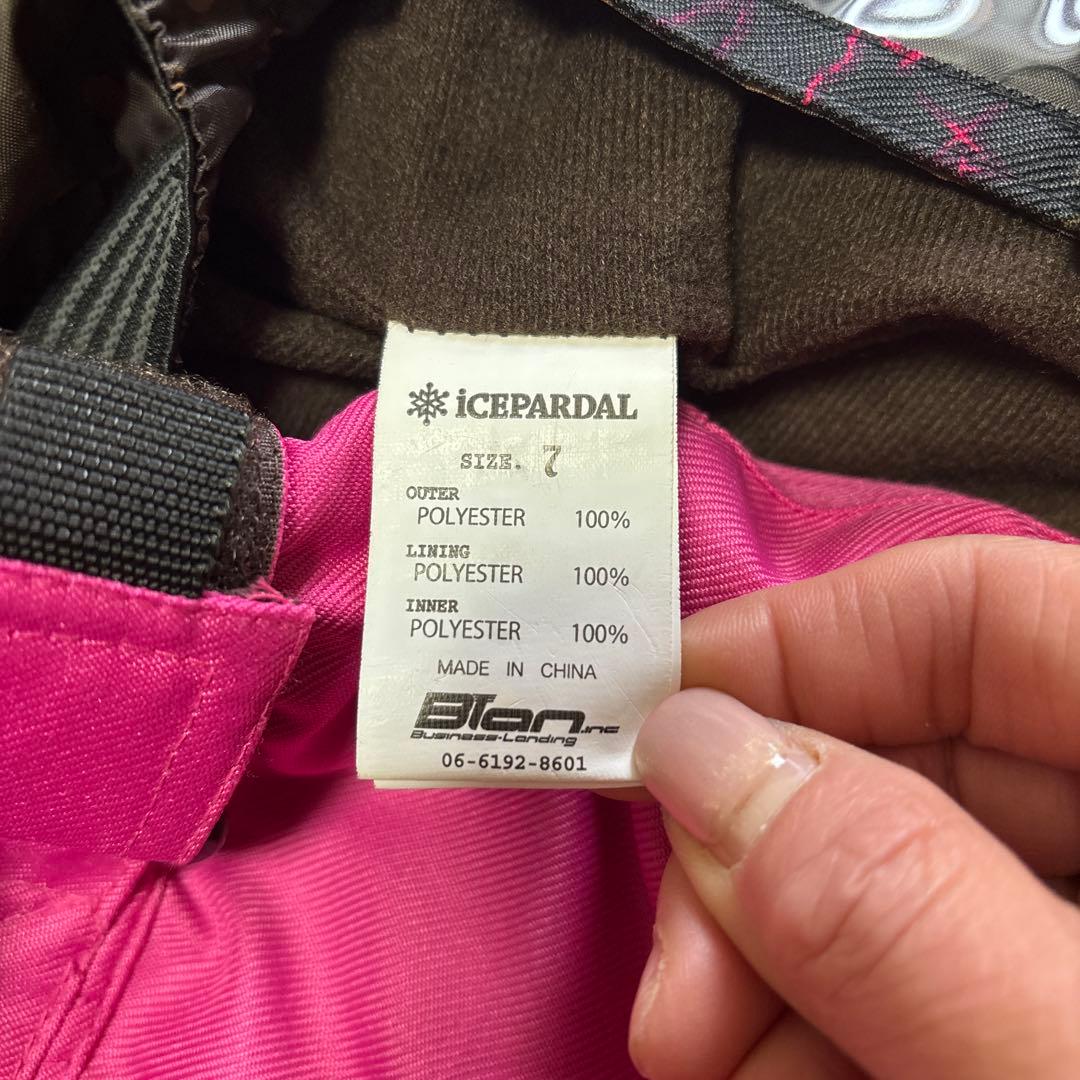 iCEPARDAL
SIZE. 7
OUTER
POLYESTER 100%
LINING
POLYESTER 100%
INNER
POLYESTER 100%
MADE IN CHINA
BTan.inc
Business-Landing
06-6192-8601